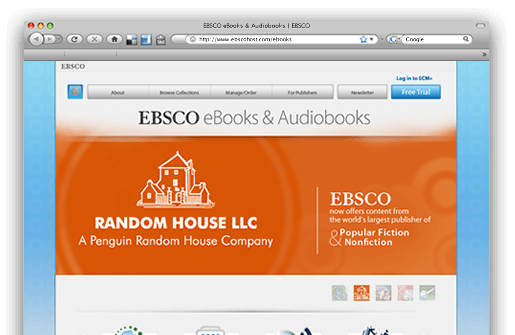 EBSCO eBooks & Audiobooks | EBSCO
http://www.ebscohost.com/ebooks
Google
EBSCO
Log in to ECM+
About
Browse Collections
Manage/Order
For Publishers
Newsletter
Free Trial
EBSCO eBooks & Audiobooks
RANDOM HOUSE LLC
A Penguin Random House Company
EBSCO
now offers content from
the world's largest publisher of
& Popular Fiction
Nonfiction